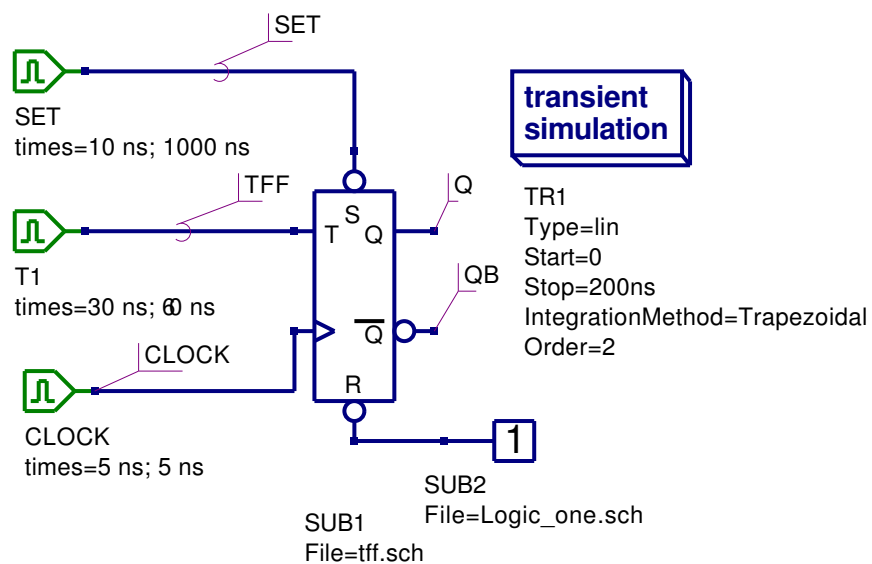 SET
SET
times=10 ns; 1000 ns
TFF
T1
times=30 ns; 60 ns
CLOCK
CLOCK
times=5 ns; 5 ns
S
T
Q
Q
R
Q
QB
1
SUB1
File=tff.sch
SUB2
File=Logic_one.sch
transient
simulation
TR1
Type=lin
Start=0
Stop=200ns
IntegrationMethod=Trapezoidal
Order=2